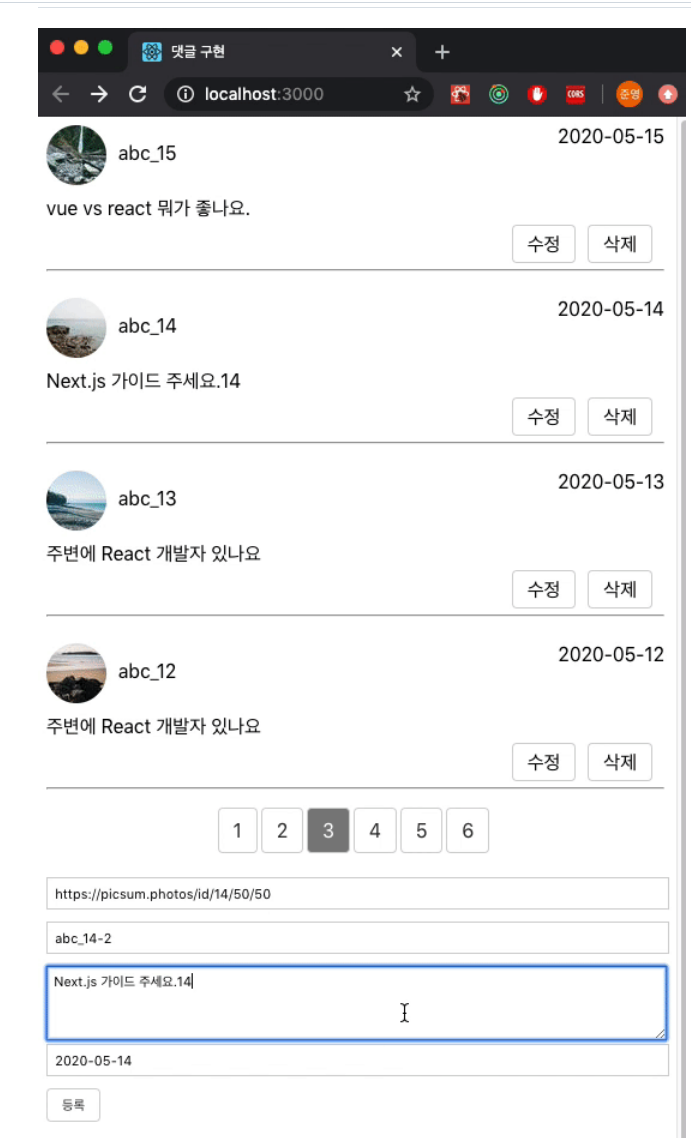 댓글 구현
localhost:3000
CORS
준영
abc_15
2020-05-15
vue vs react 뭐가 좋나요.
수정 삭제
abc_14
2020-05-14
Next.js 가이드 주세요.14
수정 삭제
abc_13
2020-05-13
주변에 React 개발자 있나요
수정 삭제
abc_12
2020-05-12
주변에 React 개발자 있나요
수정 삭제
1 2 3 4 5 6
https://picsum.photos/id/14/50/50
abc_14-2
Next.js 가이드 주세요.14
2020-05-14
등록